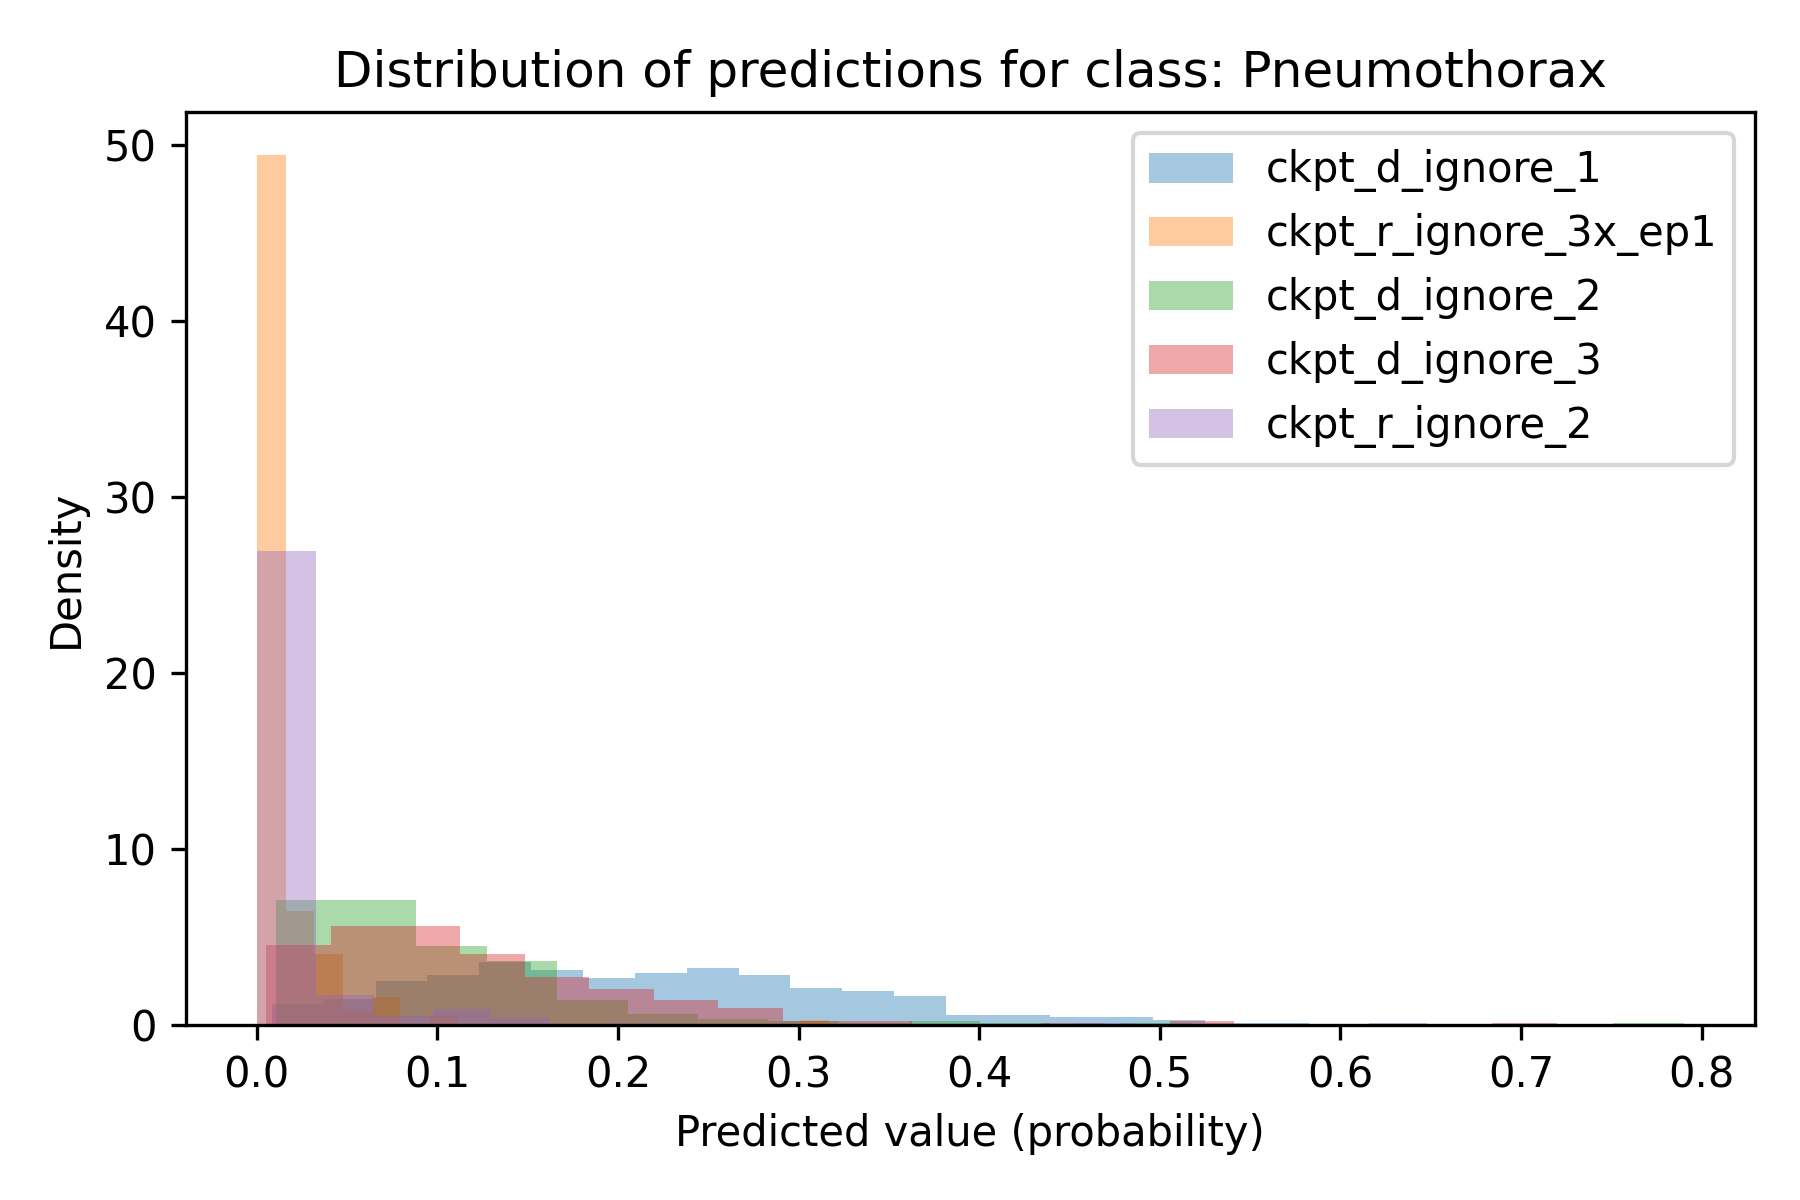 Distribution of predictions for class: Pneumothorax
ckpt_d_ignore_1
ckpt_r_ignore_3x_ep1
ckpt_d_ignore_2
ckpt_d_ignore_3
ckpt_r_ignore_2
Density
50
40
30
20
10
0
0.0 0.1 0.2 0.3 0.4 0.5 0.6 0.7 0.8
Predicted value (probability)